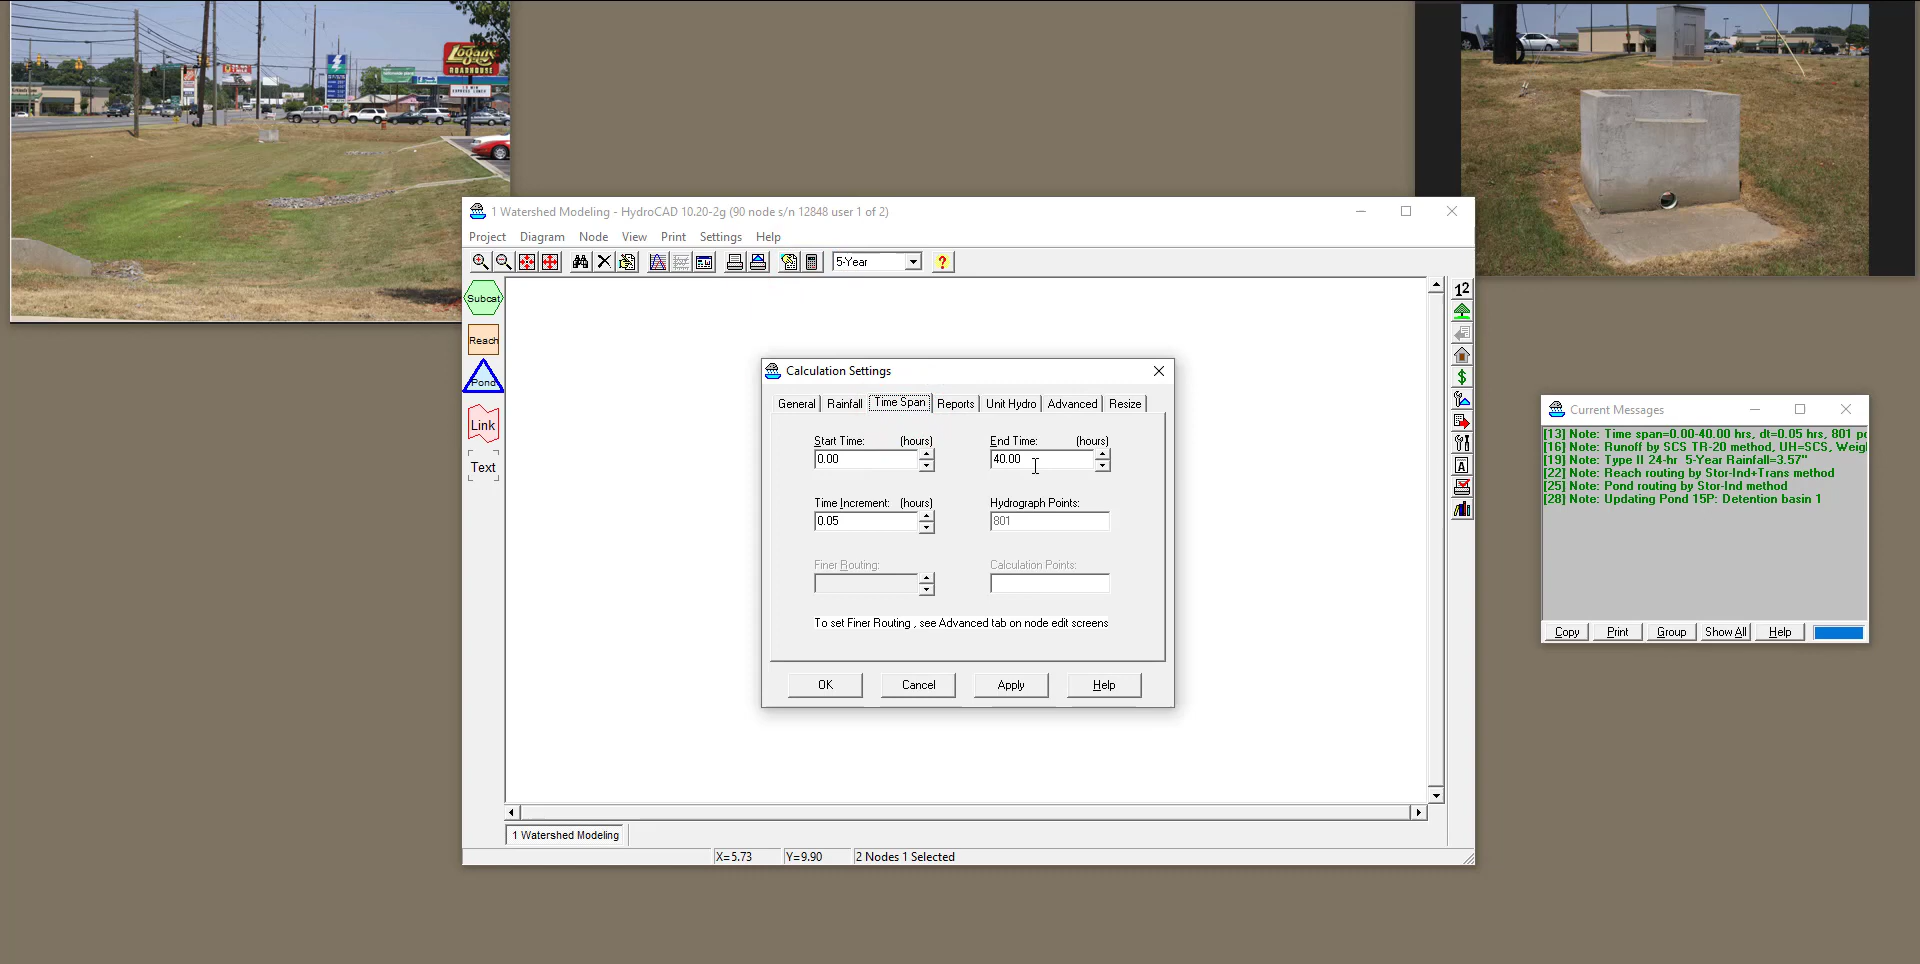 Logan's
ROADHOUSE
1 Watershed Modeling - HydroCAD 10.20-2g (90 node s/n 12848 user 1 of 2)
Project Diagram Node View Print Settings Help
5-Year
?
Subcat
Reach
Pond
Link
Text
12
$
A
Calculation Settings
General Rainfall Time Span Reports Unit Hydro Advanced Resize
Start Time: (hours) End Time: (hours)
0.00 40.00
Time Increment: (hours) Hydrograph Points:
0.05 801
Finer Routing: Calculation Points:
To set Finer Routing , see Advanced tab on node edit screens
OK Cancel Apply Help
Current Messages
[13] Note: Time span=0.00-40.00 hrs, dt=0.05 hrs, 801 po
[16] Note: Runoff by SCS TR-20 method, UH=SCS, Weig
[19] Note: Type II 24-hr 5-Year Rainfall=3.57"
[22] Note: Reach routing by Stor-Ind+Trans method
[25] Note: Pond routing by Stor-Ind method
[28] Note: Updating Pond 15P: Detention basin 1
Copy Print Group Show All Help
1 Watershed Modeling
X=5.73 Y=9.90 2 Nodes 1 Selected